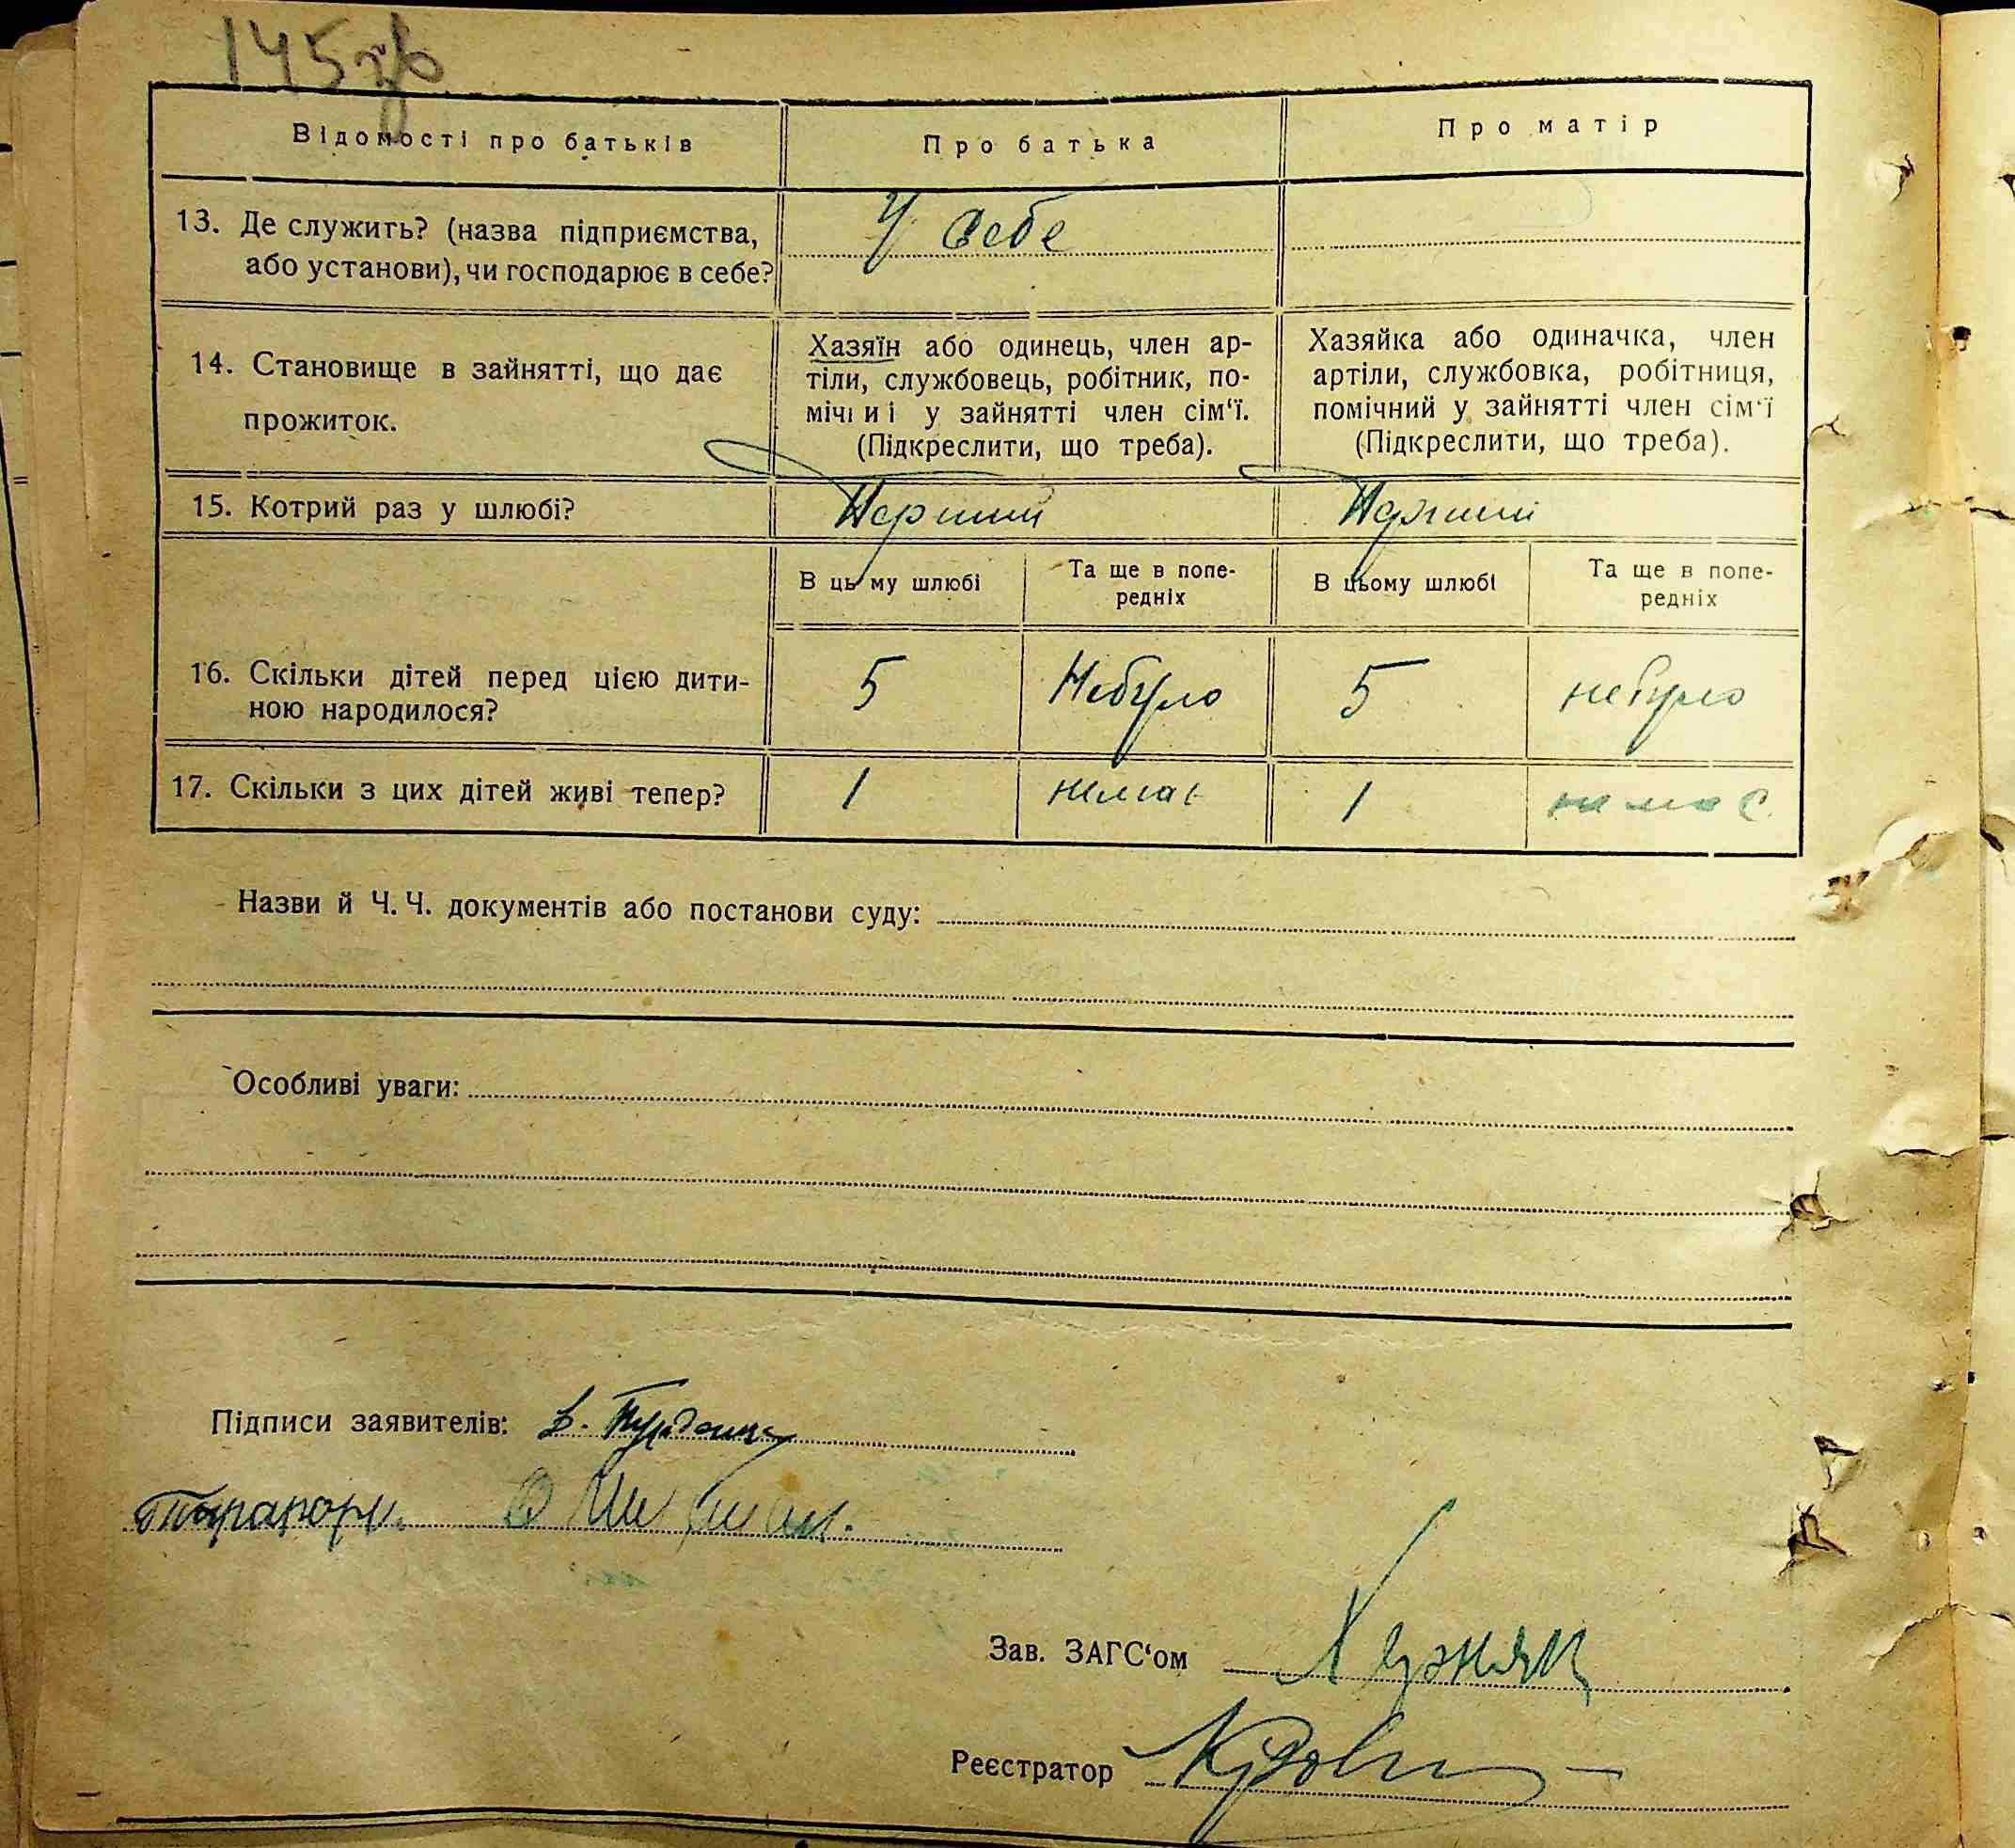 145 зв
Відомості про батьків Про батька Про матір
13. Де служить? (назва підприємства, У себе
або установи), чи господарює в себе?
14. Становище в зайнятті, що дає
прожиток.
Хазяїн або одинець, член ар-
тілі, службовець, робітник, по-
мічний у зайнятті член сім‘ї.
(Підкреслити, що треба).
Хазяйка або одиначка, член
артіли, службовка, робітниця,
помічний у зайнятті член сім‘ї
(Підкреслити, що треба).
15. Котрий раз у шлюбі? Перший Перший
В цьому шлюбі Та ще в попе-
редніх
В цьому шлюбі Та ще в попе-
редніх
16. Скільки дітей перед цією дити-
ною народилося?
5 Небуло 5 небуло
17. Скільки з цих дітей живі тепер? 1 нимає 1 нимає
Назви й Ч. Ч. документів або постанови суду:
Особливі уваги:
Підписи заявителів:
Зав. ЗАГС‘ом
Реєстратор